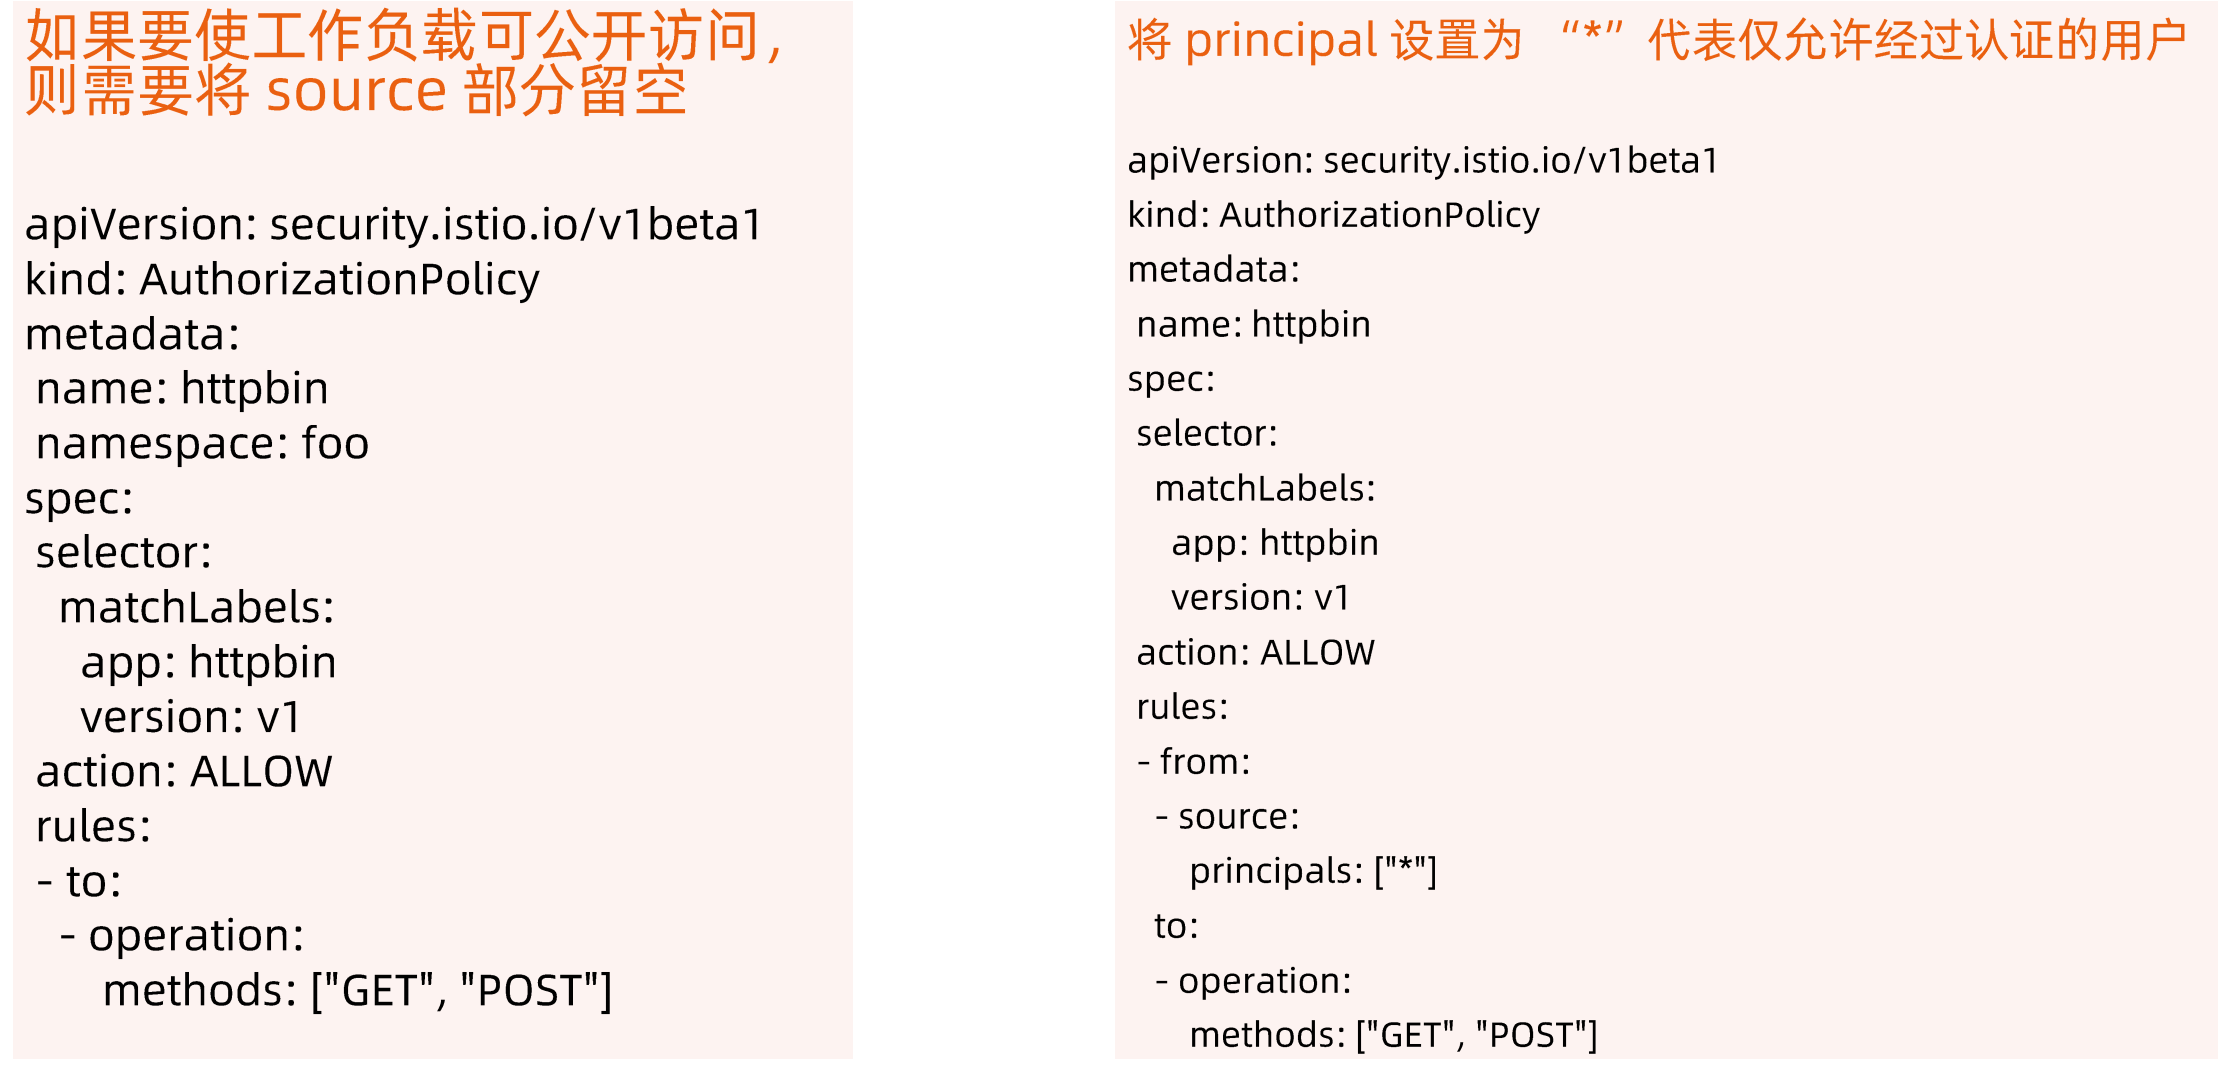 如果要使工作负载可公开访问，
则需要将 source 部分留空
apiVersion: security.istio.io/v1beta1
kind: AuthorizationPolicy
metadata:
 name: httpbin
 namespace: foo
spec:
 selector:
  matchLabels:
    app: httpbin
    version: v1
 action: ALLOW
 rules:
 - to:
  - operation:
      methods: ["GET", "POST"]
将 principal 设置为 “*”代表仅允许经过认证的用户
apiVersion: security.istio.io/v1beta1
kind: AuthorizationPolicy
metadata:
 name: httpbin
spec:
 selector:
  matchLabels:
    app: httpbin
    version: v1
 action: ALLOW
 rules:
 - from:
  - source:
      principals: ["*"]
  to:
  - operation:
      methods: ["GET", "POST"]